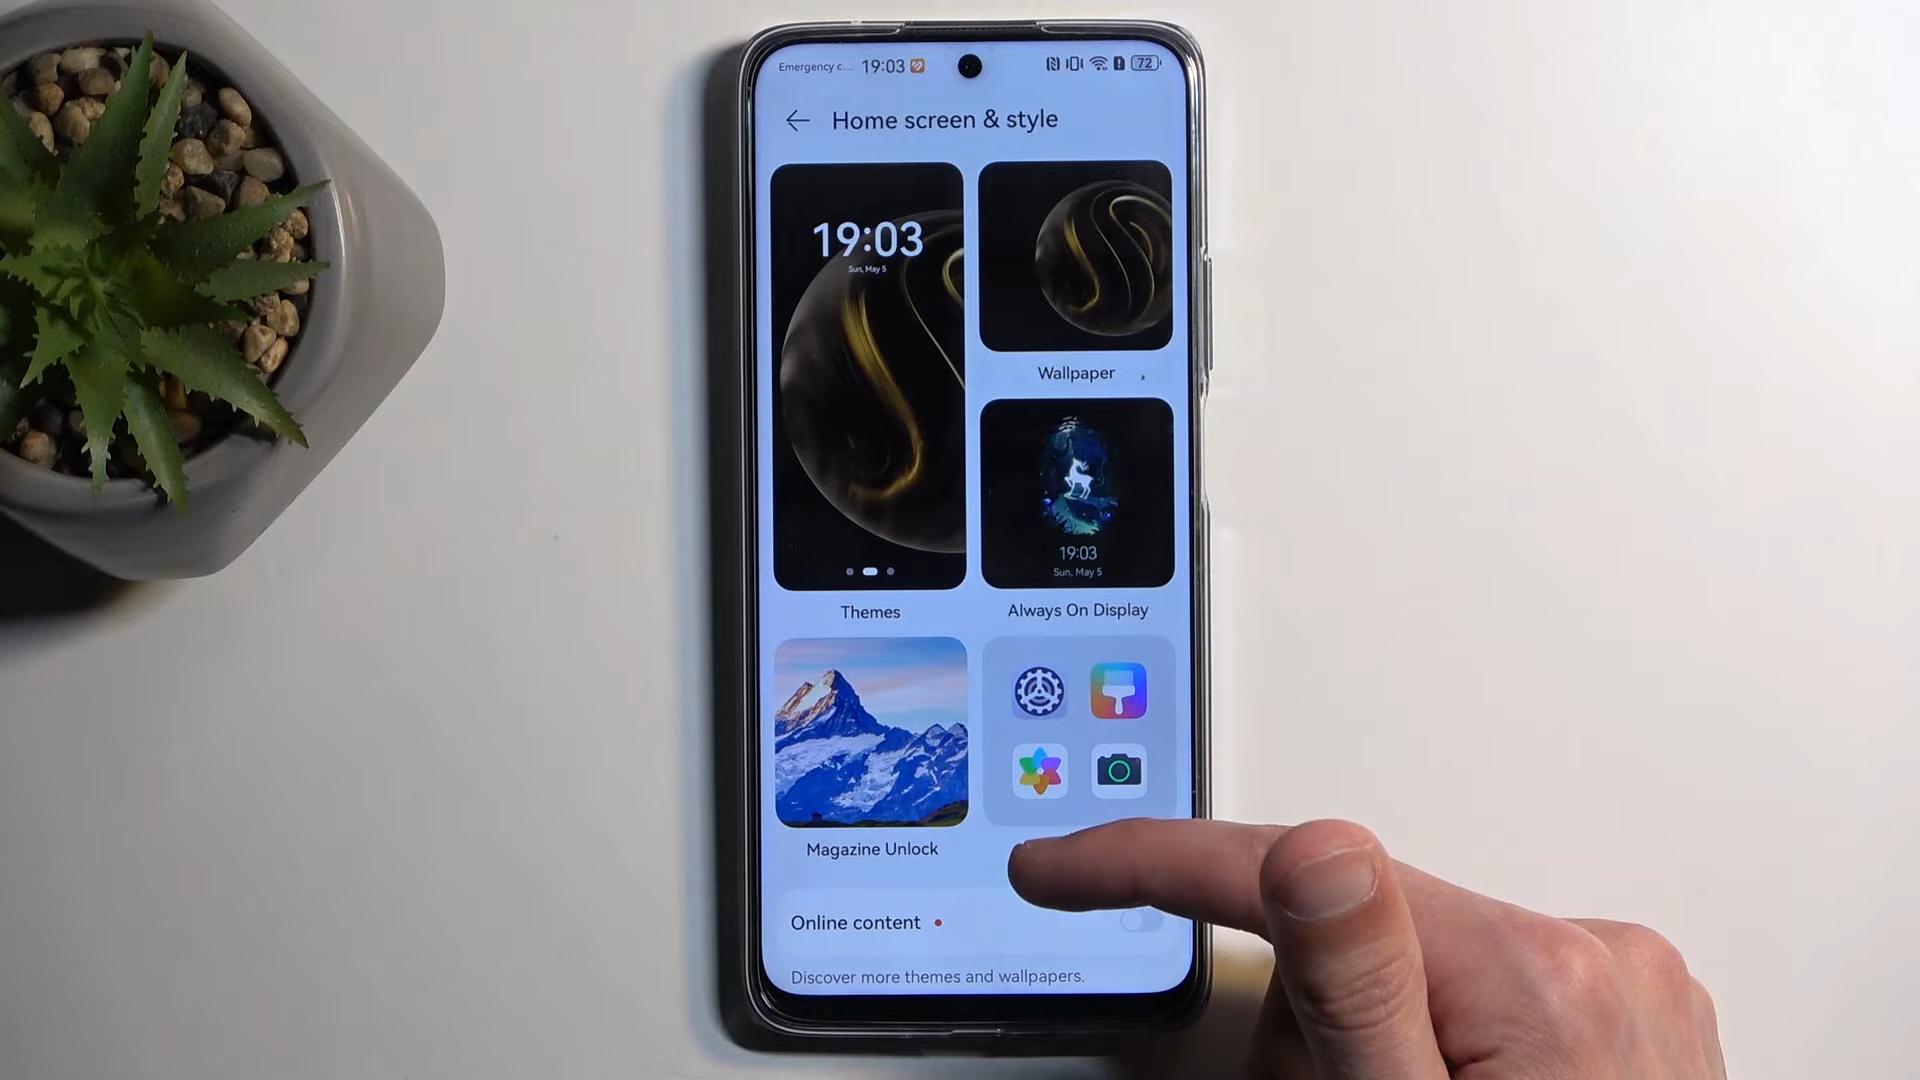 Emergency c... 19:03 72
Home screen & style
19:03
Sun, May 5
Wallpaper
19:03
Sun, May 5
Themes
Always On Display
Magazine Unlock
Online content
Discover more themes and wallpapers.